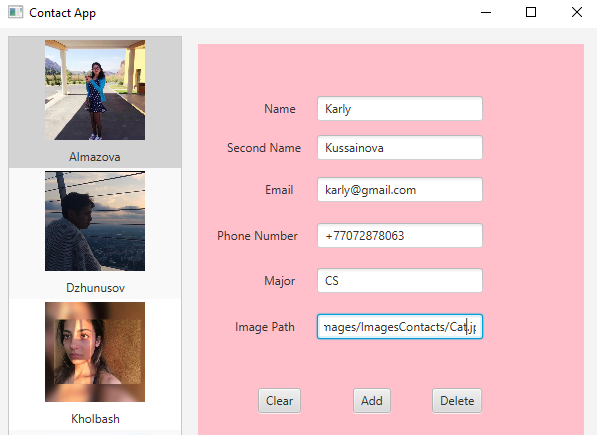 Contact App
Almazova
Dzhunusov
Kholbash
Name Karly
Second Name Kussainova
Email karly@gmail.com
Phone Number +77072878063
Major CS
Image Path mages/ImagesContacts/Cat.jp
Clear Add Delete